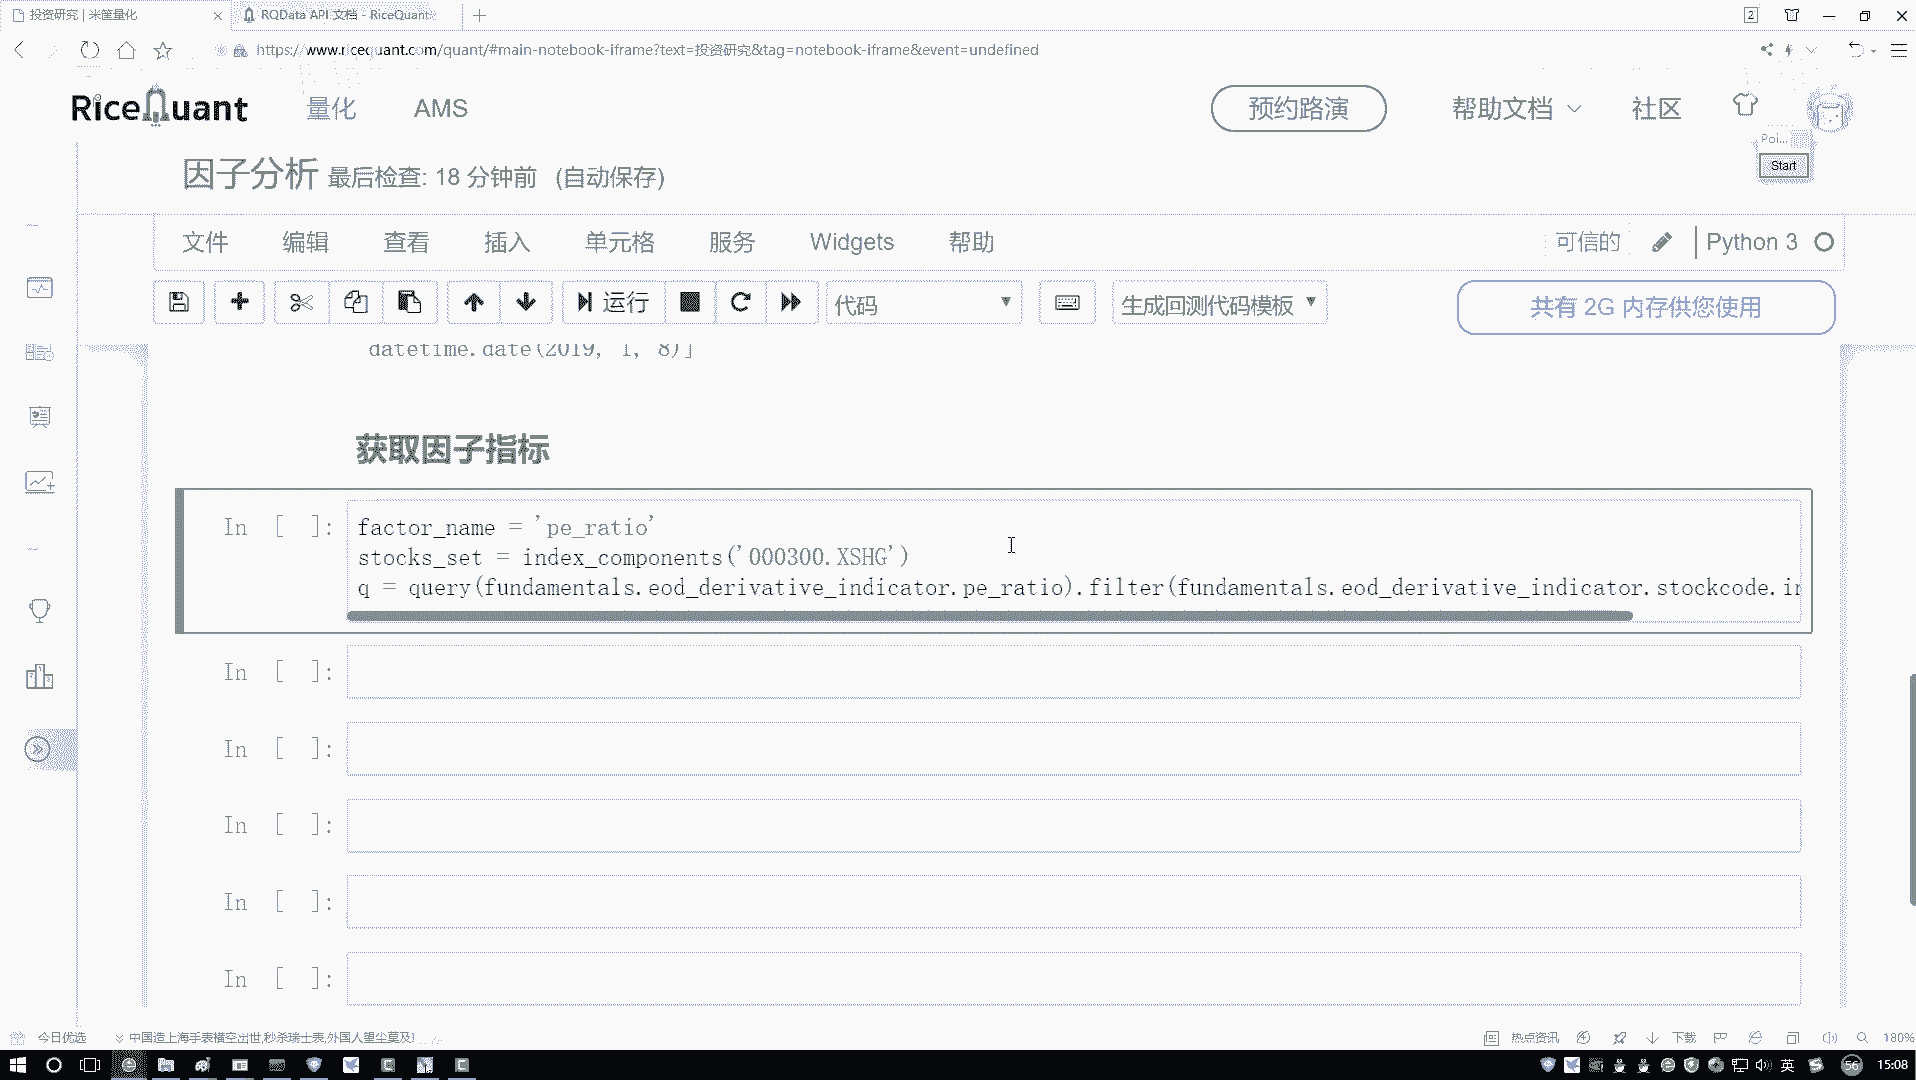 投资研究 | 米筐量化
RQData API 文档 - RiceQuant
2
https://www.ricequant.com/quant/#main-notebook-iframe?text=投资研究&tag=notebook-iframe&event=undefined
RiceQuant 量化 AMS 预约路演 帮助文档 社区
Poi...
Start
因子分析 最后检查: 18 分钟前 (自动保存)
文件 编辑 查看 插入 单元格 服务 Widgets 帮助 可信的 Python 3
运行 代码 生成回测代码模板 共有 2G 内存供您使用
datetime.date(2019, 1, 8)]
获取因子指标
In [ ]: factor_name = 'pe_ratio'
stocks_set = index_components('000300.XSHG')
q = query(fundamentals.eod_derivative_indicator.pe_ratio).filter(fundamentals.eod_derivative_indicator.stockcode.in
In [ ]:
In [ ]:
In [ ]:
In [ ]:
In [ ]:
今日优选 中国造上海手表横空出世,秒杀瑞士表,外国人望尘莫及! 热点资讯 下载 180%
英 56 15:08